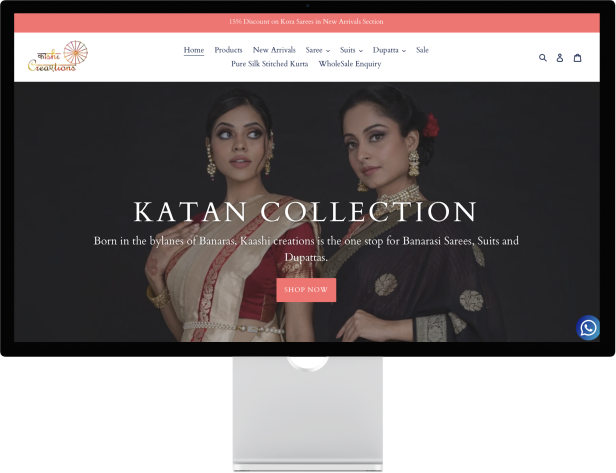 15% Discount on Kora Sarees in New Arrivals Section
काshi
Creations
Home Products New Arrivals Saree Suits Dupatta Sale
Pure Silk Stitched Kurta WholeSale Enquiry
KATAN COLLECTION
Born in the bylanes of Banaras, Kaashi creations is the one stop for Banarasi Sarees, Suits and
Dupattas.
SHOP NOW